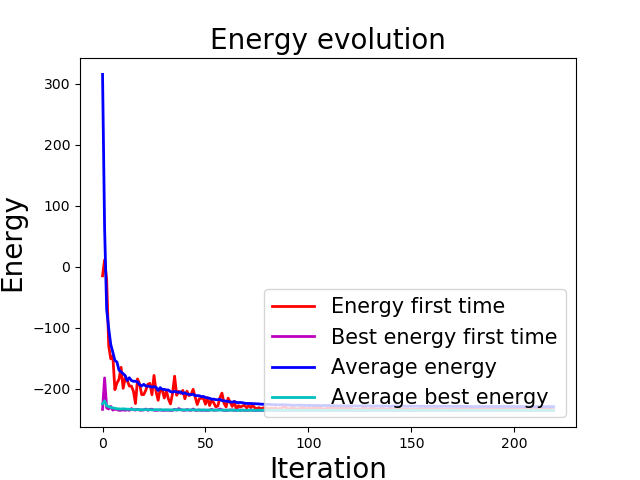 Energy evolution
Energy
300
200
100
0
−100
−200
Energy first time
Best energy first time
Average energy
Average best energy
0
50
100
150
200
Iteration